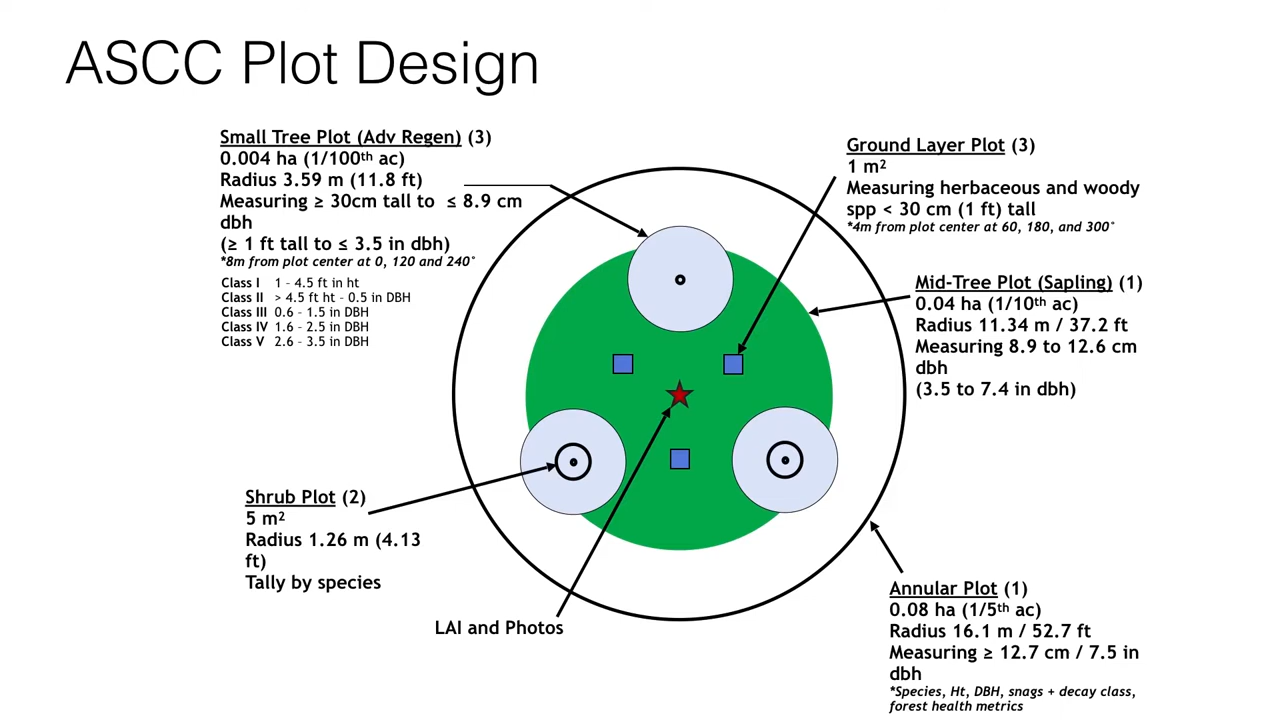 ASCC Plot Design
Small Tree Plot (Adv Regen) (3)
0.004 ha (1/100th ac)
Radius 3.59 m (11.8 ft)
Measuring ≥ 30cm tall to ≤ 8.9 cm
dbh
(≥ 1 ft tall to ≤ 3.5 in dbh)
*8m from plot center at 0, 120 and 240°
Class I 1 – 4.5 ft in ht
Class II > 4.5 ft ht – 0.5 in DBH
Class III 0.6 – 1.5 in DBH
Class IV 1.6 – 2.5 in DBH
Class V 2.6 – 3.5 in DBH
Ground Layer Plot (3)
1 m²
Measuring herbaceous and woody
spp < 30 cm (1 ft) tall
*4m from plot center at 60, 180, and 300°
Mid-Tree Plot (Sapling) (1)
0.04 ha (1/10th ac)
Radius 11.34 m / 37.2 ft
Measuring 8.9 to 12.6 cm
dbh
(3.5 to 7.4 in dbh)
Shrub Plot (2)
5 m²
Radius 1.26 m (4.13
ft)
Tally by species
LAI and Photos
Annular Plot (1)
0.08 ha (1/5th ac)
Radius 16.1 m / 52.7 ft
Measuring ≥ 12.7 cm / 7.5 in
dbh
*Species, Ht, DBH, snags + decay class,
forest health metrics